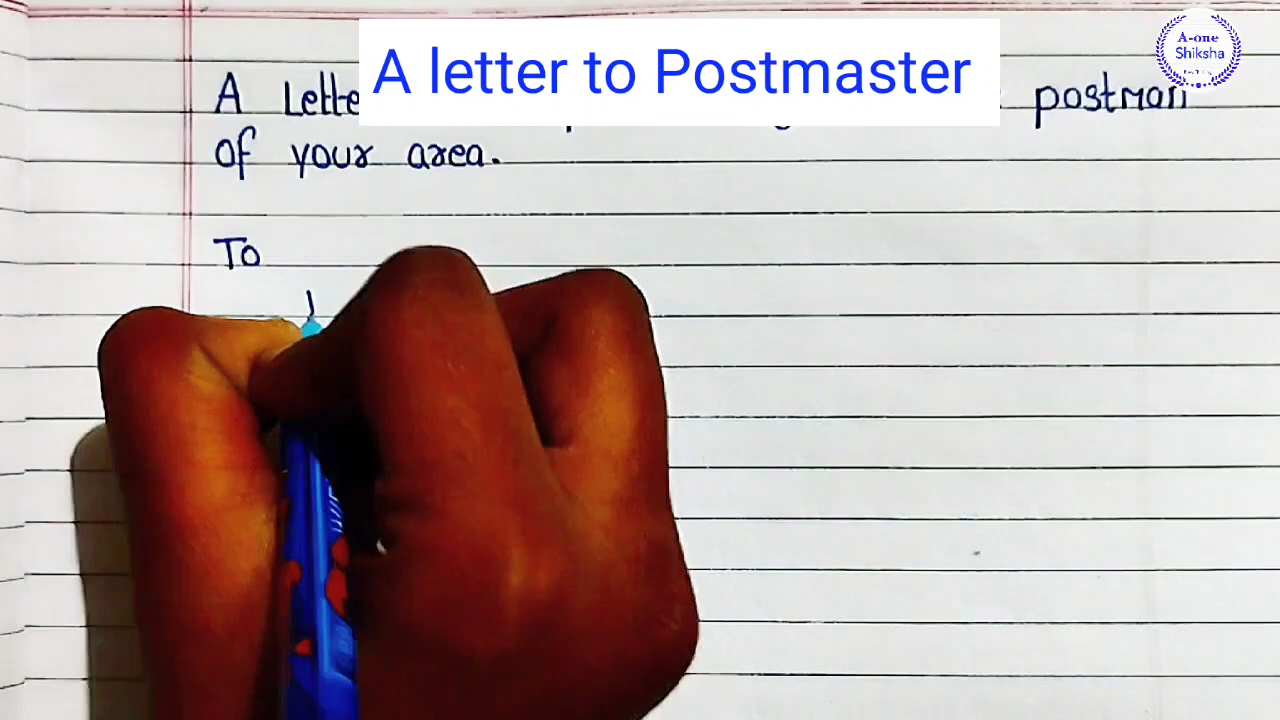 A letter to Postmaster
A-one
Shiksha
A Lette postman
of your area.
To